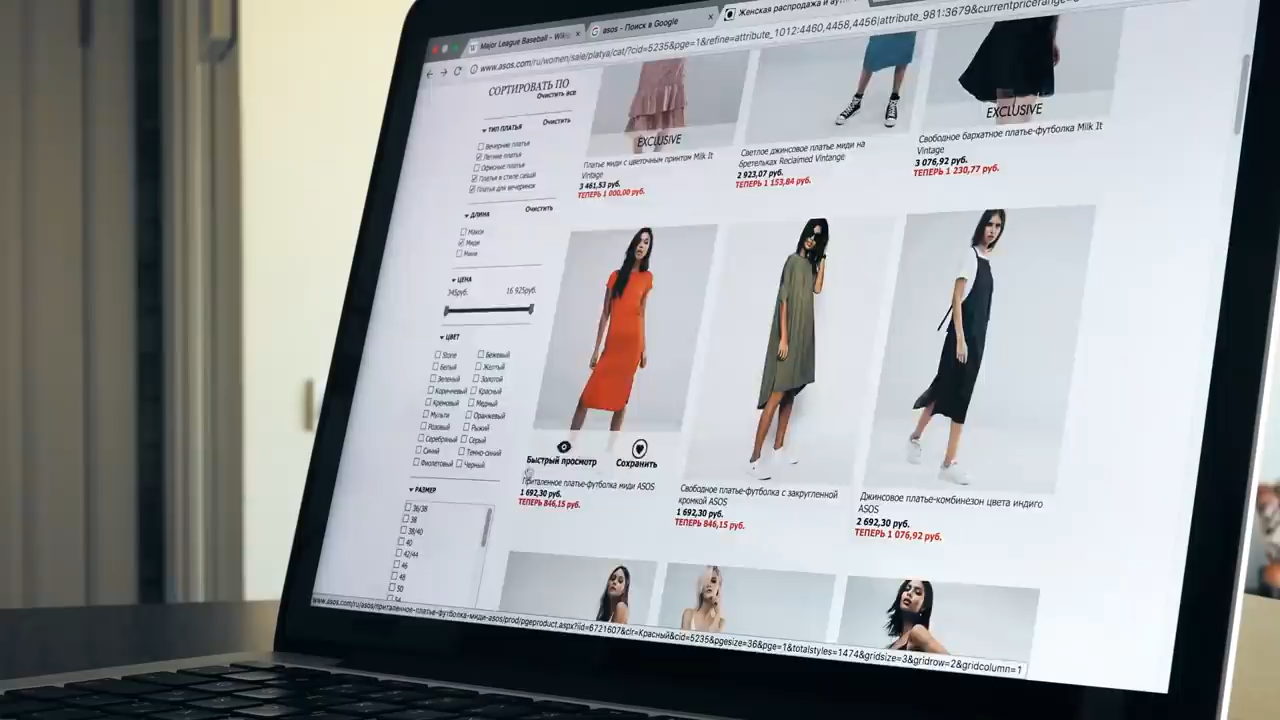 Major League Baseball - Wiki
asos - Поиск в Google
Женская распродажа и аут
www.asos.com/ru/women/sale/platya/cat/?cid=5235&pge=1&refine=attribute_1012:4460,4458,4456|attribute_981:3679&currentpricerange=
СОРТИРОВАТЬ ПО
Очистить все
ТИП ПЛАТЬЯ
Очистить
Вечерние платья
Летние платья
Офисные платья
Платья в стиле casual
Платья для вечеринок
ДЛИНА
Очистить
Макси
Миди
Мини
ЦЕНА
345руб.
16 925руб.
ЦВЕТ
Stone
Бежевый
Белый
Желтый
Зеленый
Золотой
Коричневый
Красный
Кремовый
Медный
Мульти
Оранжевый
Розовый
Рыжий
Серебряный
Серый
Синий
Темно-синий
Фиолетовый
Черный
РАЗМЕР
36/38
38
38/40
40
42/44
46
48
50
EXCLUSIVE
Платье миди с цветочным принтом Milk It
Vintage
3 461,53 руб.
ТЕПЕРЬ 1 000,00 руб.
Светлое джинсовое платье миди на
бретельках Reclaimed Vintange
2 923,07 руб.
ТЕПЕРЬ 1 153,84 руб.
EXCLUSIVE
Свободное бархатное платье-футболка Milk It
Vintage
3 076,92 руб.
ТЕПЕРЬ 1 230,77 руб.
Быстрый просмотр
Сохранить
Приталенное платье-футболка миди ASOS
1 692,30 руб.
ТЕПЕРЬ 846,15 руб.
Свободное платье-футболка с закругленной
кромкой ASOS
1 692,30 руб.
ТЕПЕРЬ 846,15 руб.
Джинсовое платье-комбинезон цвета индиго
ASOS
2 692,30 руб.
ТЕПЕРЬ 1 076,92 руб.
www.asos.com/ru/asos/приталенное-платье-футболка-миди-asos/prod/pgeproduct.aspx?iid=6721607&clr=Красный&cid=5235&pgesize=36&pge=1&totalstyles=1474&gridsize=3&gridrow=2&gridcolumn=1